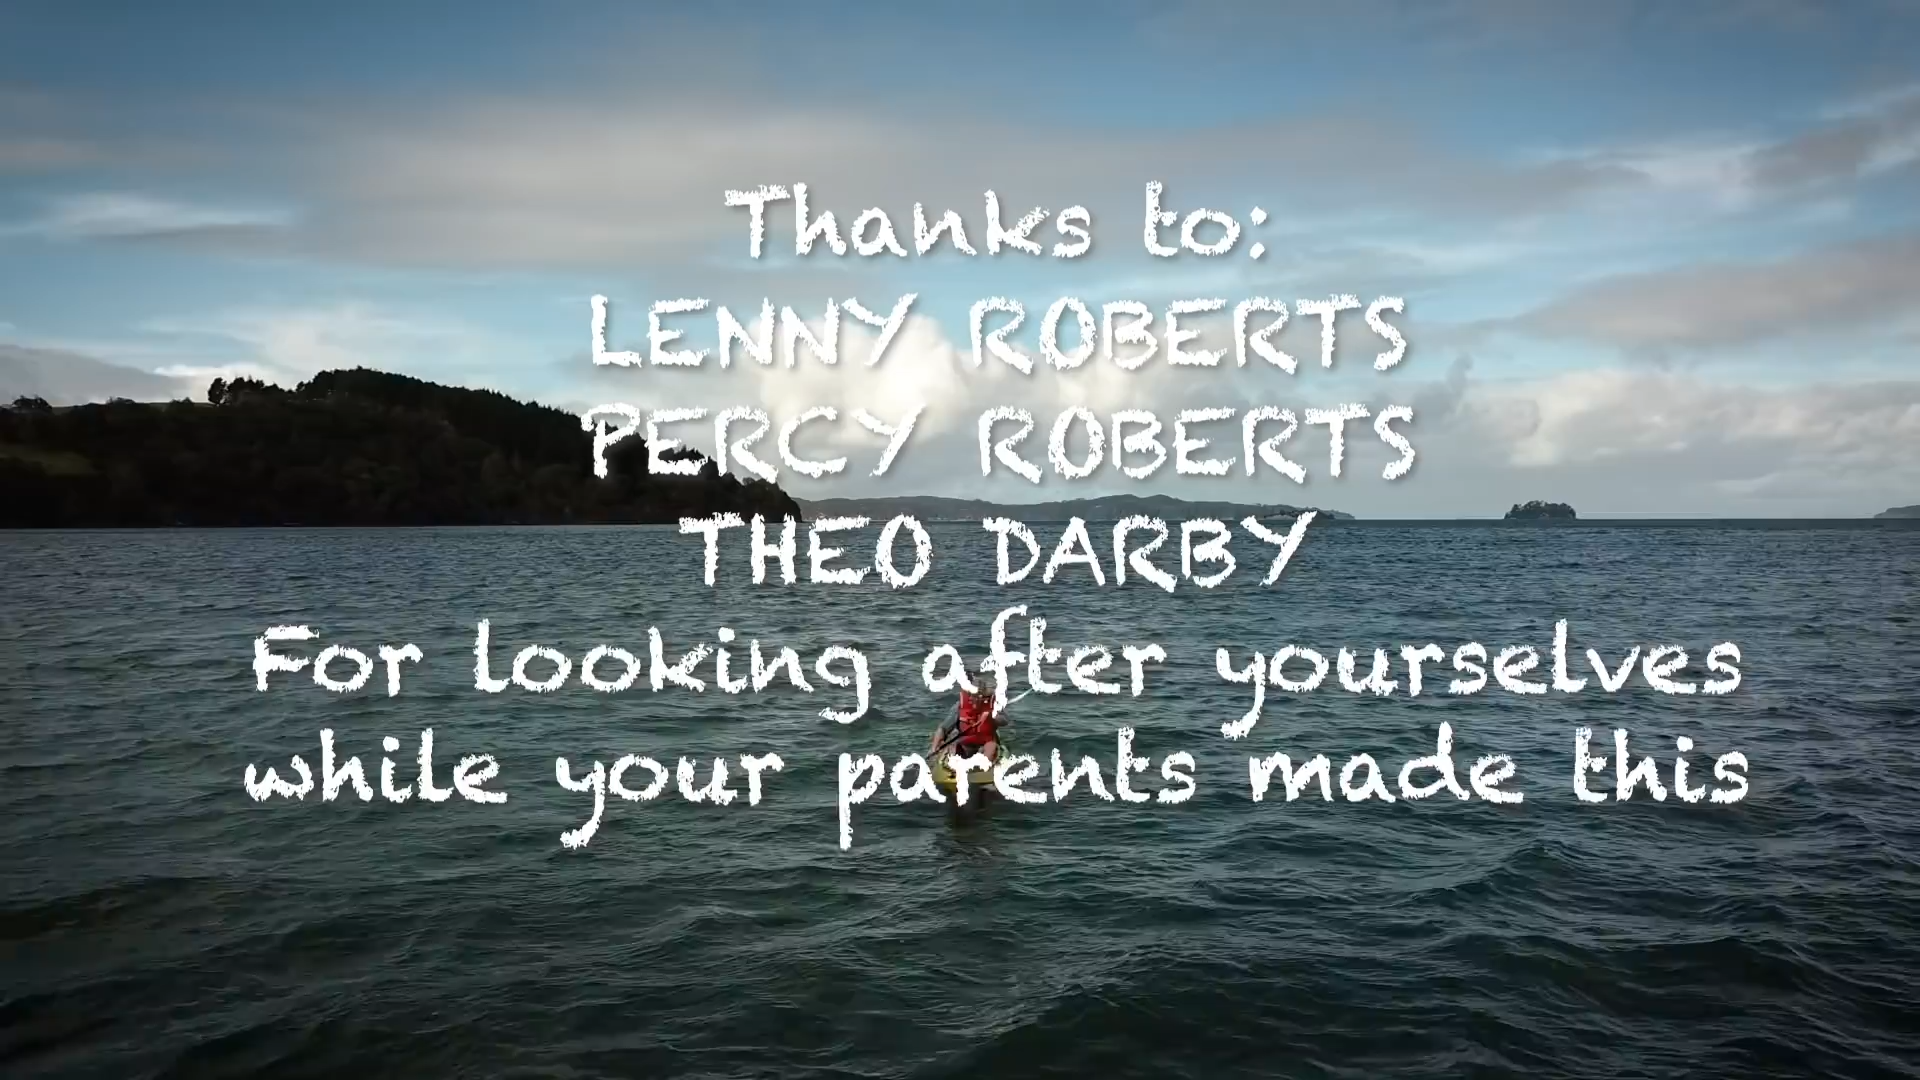 Thanks to:
LENNY ROBERTS
PERCY ROBERTS
THEO DARBY
For looking after yourselves
while your parents made this